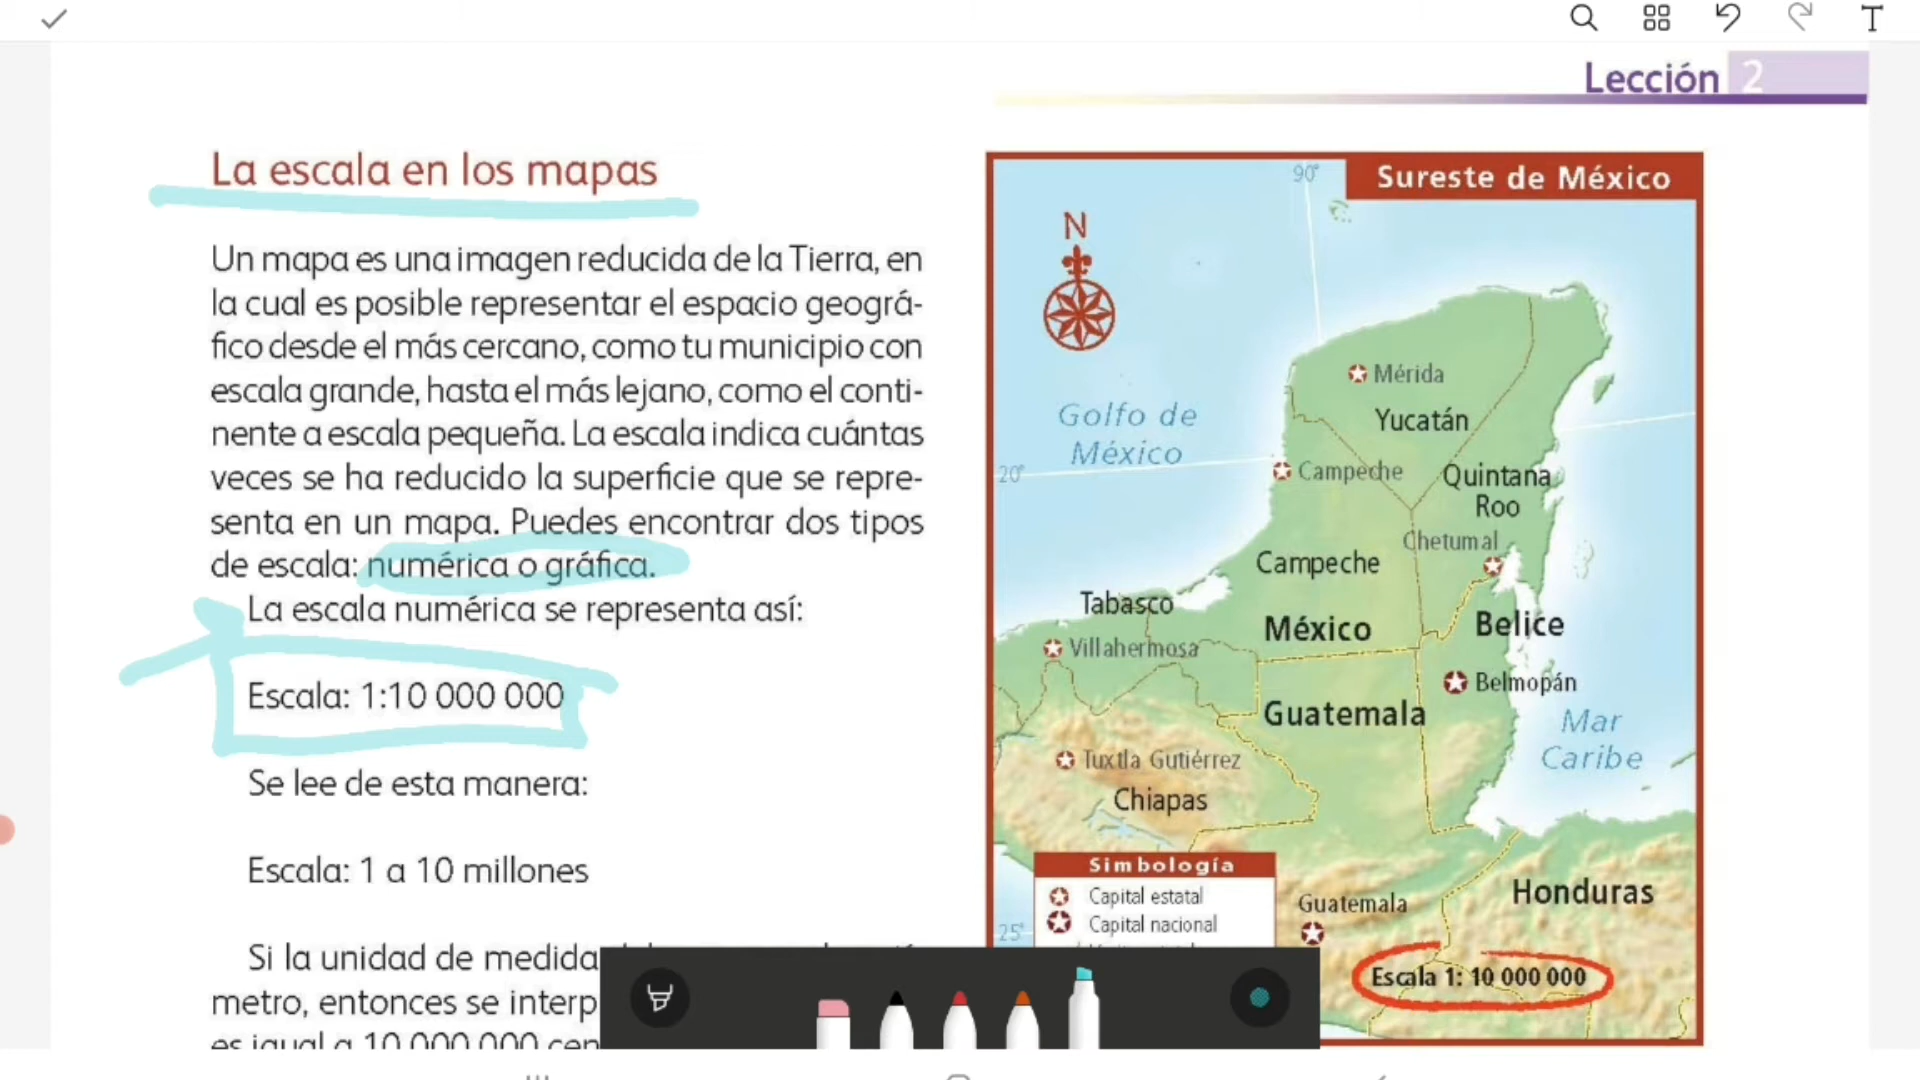 Lección 2
La escala en los mapas
Un mapa es una imagen reducida de la Tierra, en
la cual es posible representar el espacio geográ-
fico desde el más cercano, como tu municipio con
escala grande, hasta el más lejano, como el conti-
nente a escala pequeña. La escala indica cuántas
veces se ha reducido la superficie que se repre-
senta en un mapa. Puedes encontrar dos tipos
de escala: numérica o gráfica.
La escala numérica se representa así:
Escala: 1:10 000 000
Se lee de esta manera:
Escala: 1 a 10 millones
Si la unidad de medida
metro, entonces se interp
es igual a 10 000 000 cen
Sureste de México
90°
N
Mérida
Yucatán
Golfo de
México
20°
Campeche
Quintana
Roo
Chetumal
Campeche
Tabasco
México
Belice
Villahermosa
Belmopán
Guatemala
Mar
Caribe
Tuxtla Gutiérrez
Chiapas
Simbología
Capital estatal
Capital nacional
Honduras
Guatemala
25°
Escala 1: 10 000 000